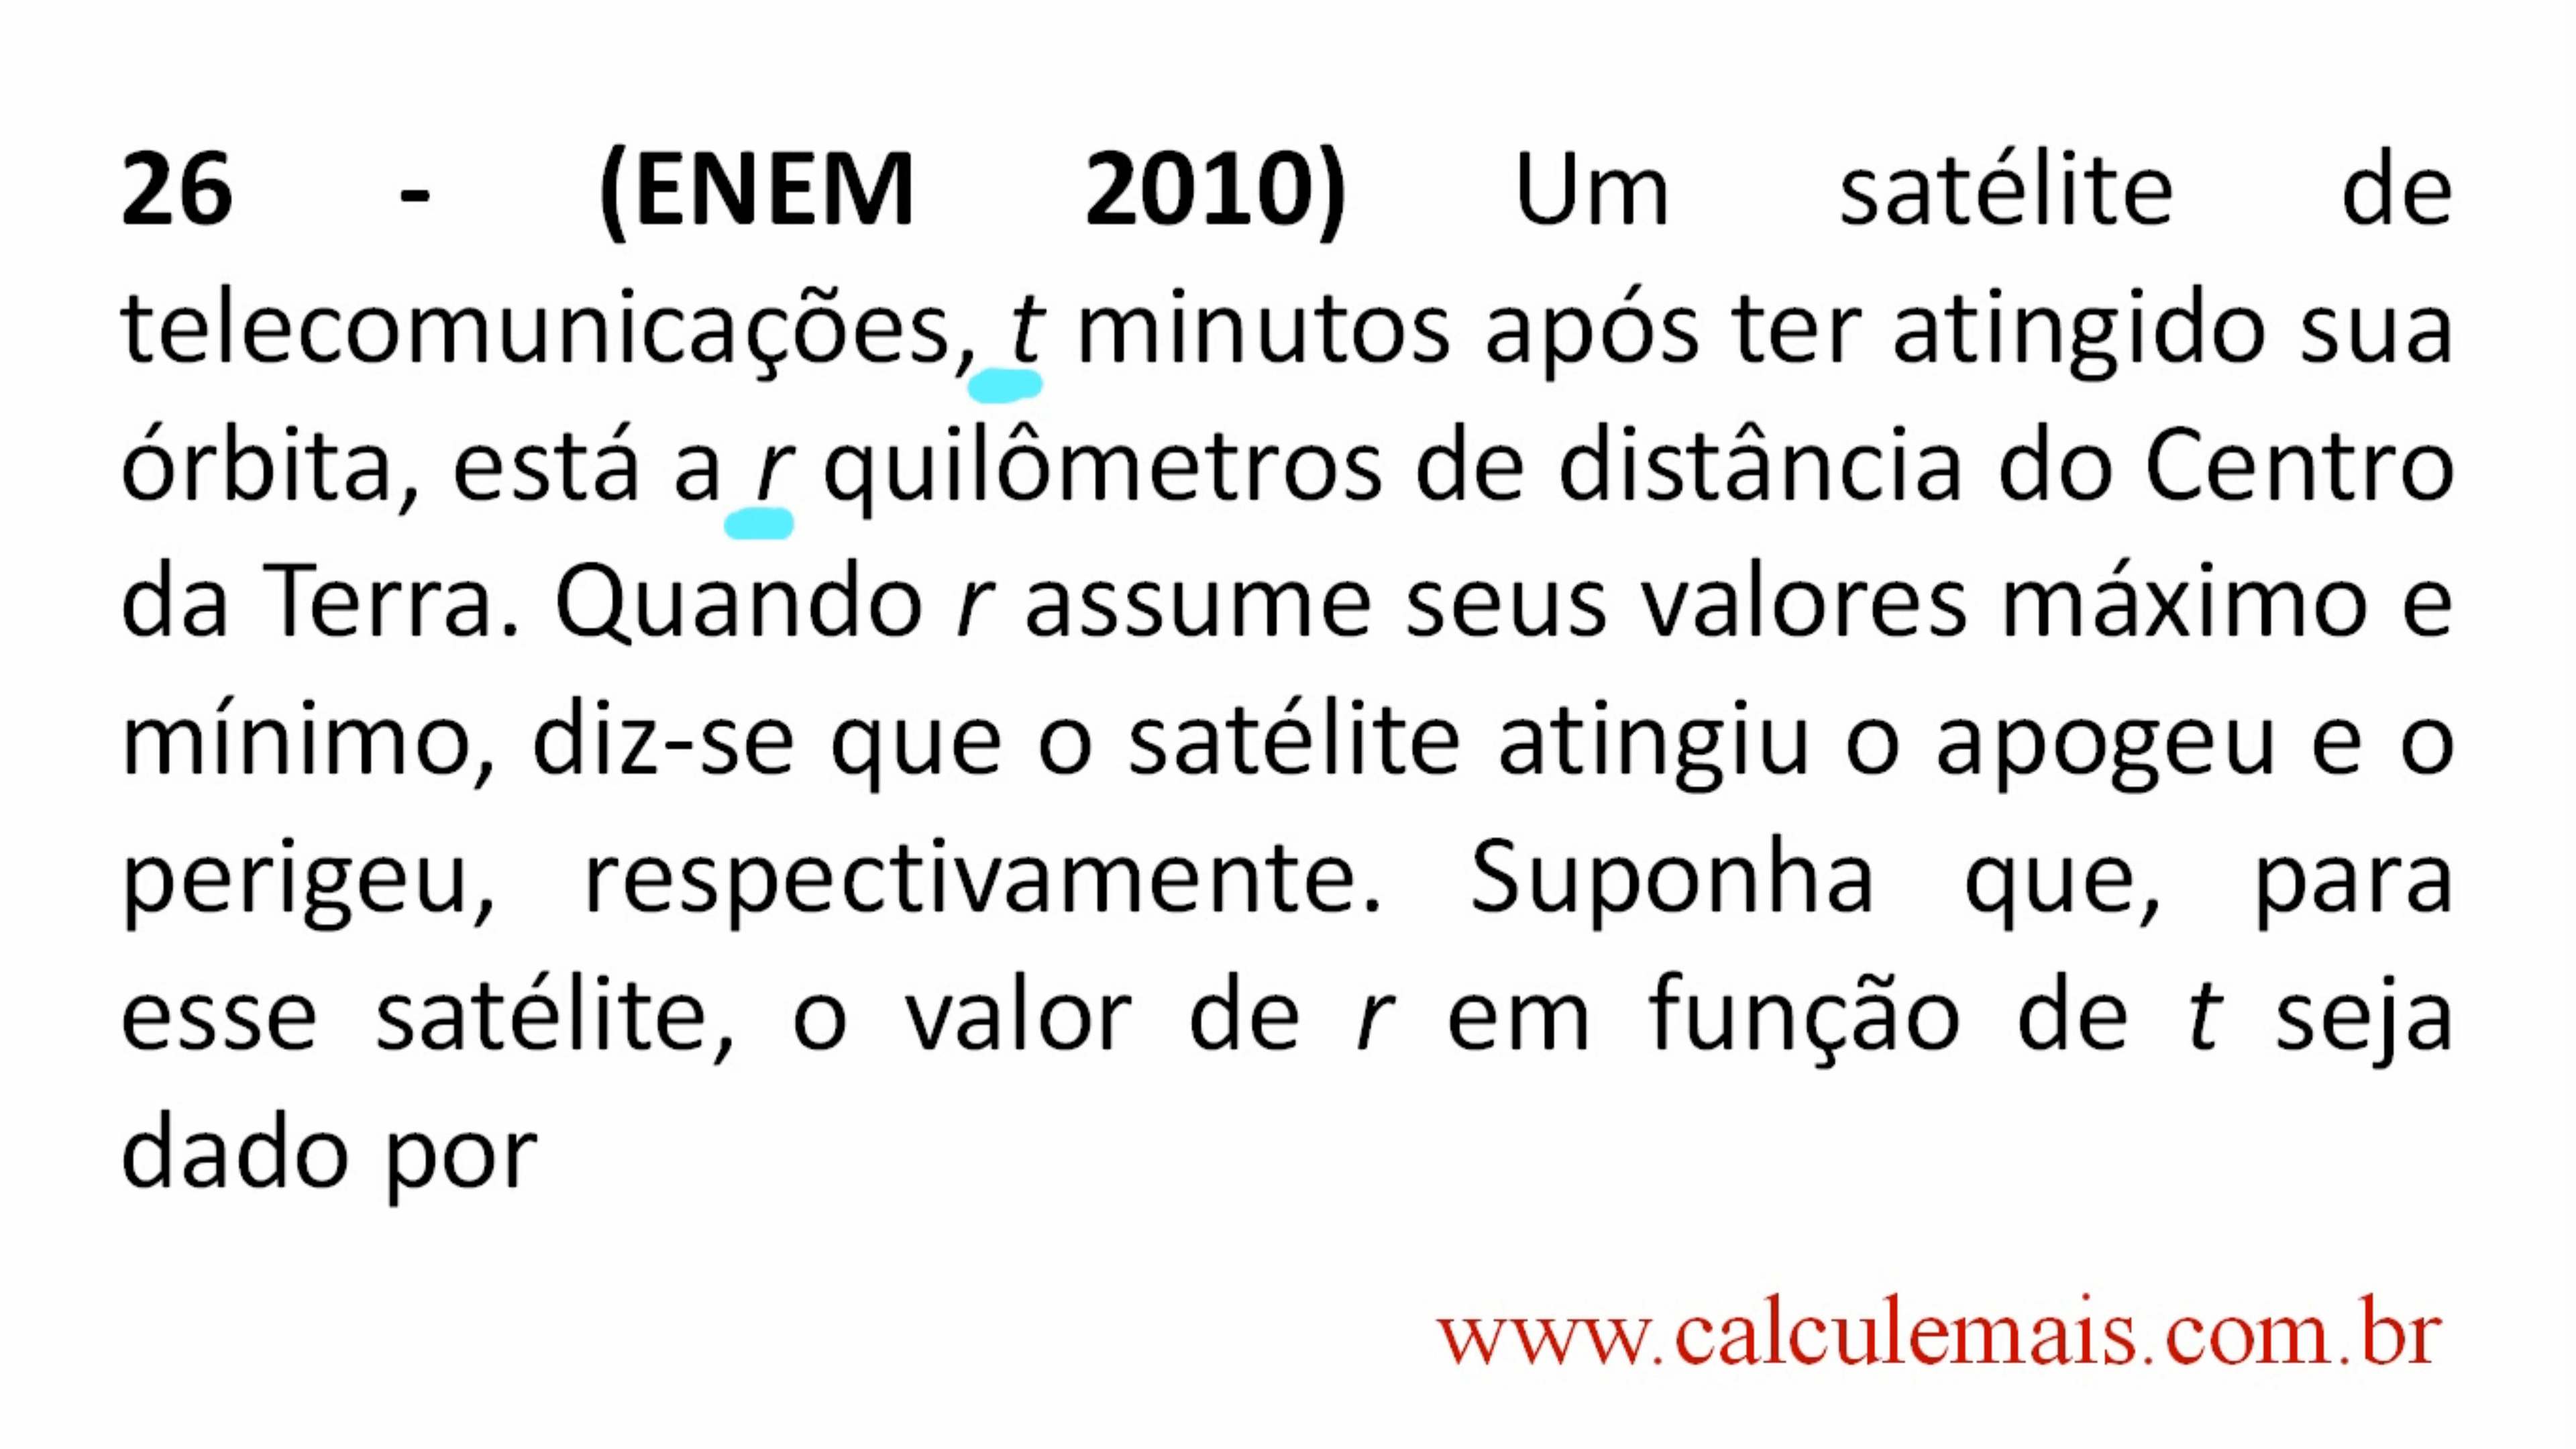 26 - (ENEM 2010) Um satélite de
telecomunicações, t minutos após ter atingido sua
órbita, está a r quilômetros de distância do Centro
da Terra. Quando r assume seus valores máximo e
mínimo, diz-se que o satélite atingiu o apogeu e o
perigeu, respectivamente. Suponha que, para
esse satélite, o valor de r em função de t seja
dado por
www.calculemais.com.br